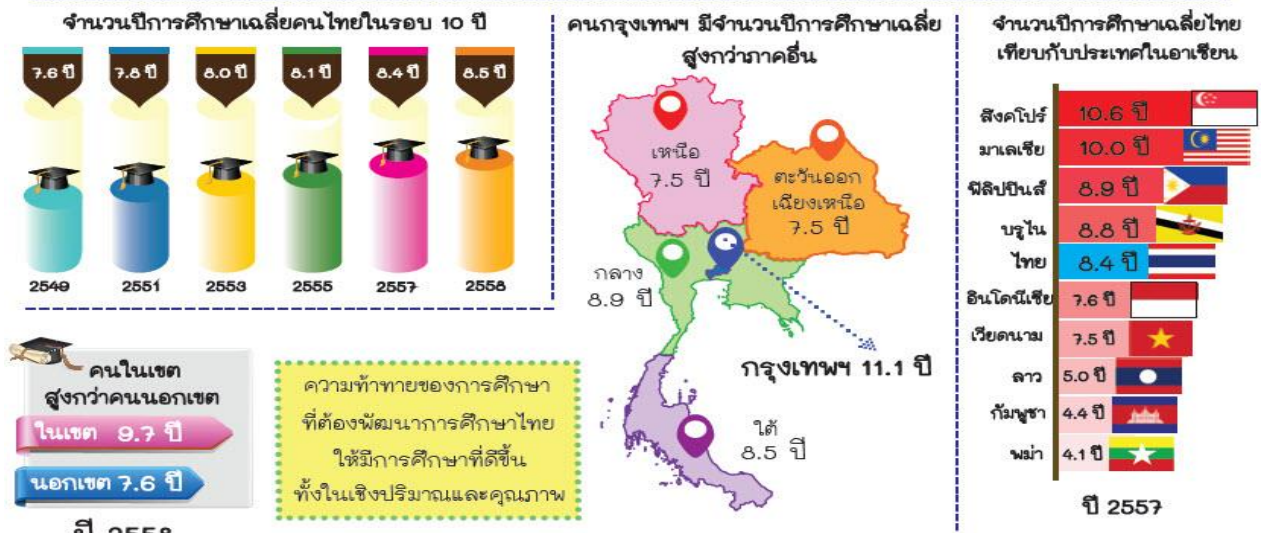 จำนวนปีการศึกษาเฉลี่ยคนไทยในรอบ 10 ปี
7.6 ปี
7.8 ปี
8.0 ปี
8.1 ปี
8.4 ปี
8.5 ปี
2549
2551
2553
2555
2557
2558
คนในเขต
สูงกว่าคนนอกเขต
ในเขต 9.7 ปี
นอกเขต 7.6 ปี
ปี 2558
ความท้าทายของการศึกษา
ที่ต้องพัฒนาการศึกษาไทย
ให้มีการศึกษาที่ดีขึ้น
ทั้งในเชิงปริมาณและคุณภาพ
คนกรุงเทพฯ มีจำนวนปีการศึกษาเฉลี่ย
สูงกว่าภาคอื่น
เหนือ
7.5 ปี
ตะวันออก
เฉียงเหนือ
7.5 ปี
กลาง
8.9 ปี
กรุงเทพฯ 11.1 ปี
ใต้
8.5 ปี
จำนวนปีการศึกษาเฉลี่ยไทย
เทียบกับประเทศในอาเซียน
สิงคโปร์ 10.6 ปี
มาเลเซีย 10.0 ปี
ฟิลิปปินส์ 8.9 ปี
บรูไน 8.8 ปี
ไทย 8.4 ปี
อินโดนีเซีย 7.6 ปี
เวียดนาม 7.5 ปี
ลาว 5.0 ปี
กัมพูชา 4.4 ปี
พม่า 4.1 ปี
ปี 2557